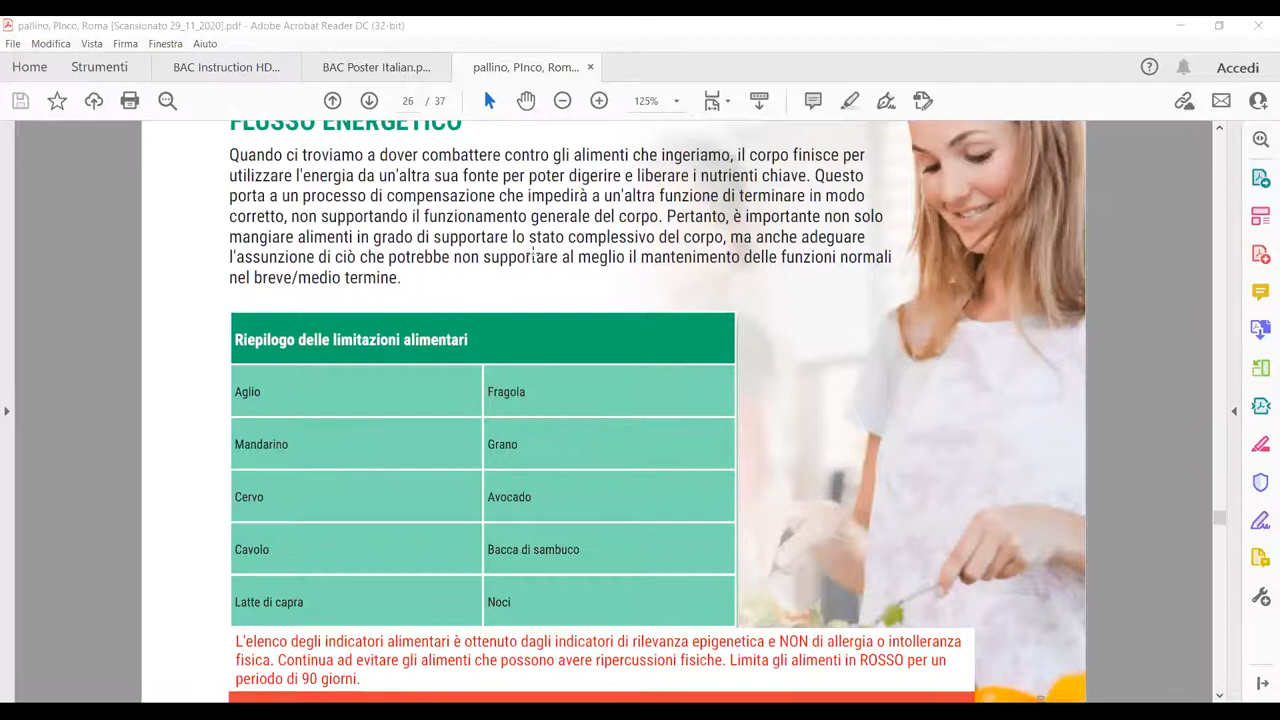 pallino, PInco, Roma [Scansionato 29_11_2020].pdf - Adobe Acrobat Reader DC (32-bit)
File Modifica Vista Firma Finestra Aiuto
Home Strumenti BAC Instruction HD... BAC Poster Italian.p... pallino, PInco, Rom... × Accedi
26 / 37 125%
FLUSSO ENERGETICO
Quando ci troviamo a dover combattere contro gli alimenti che ingeriamo, il corpo finisce per
utilizzare l'energia da un'altra sua fonte per poter digerire e liberare i nutrienti chiave. Questo
porta a un processo di compensazione che impedirà a un'altra funzione di terminare in modo
corretto, non supportando il funzionamento generale del corpo. Pertanto, è importante non solo
mangiare alimenti in grado di supportare lo stato complessivo del corpo, ma anche adeguare
l'assunzione di ciò che potrebbe non supportare al meglio il mantenimento delle funzioni normali
nel breve/medio termine.
Riepilogo delle limitazioni alimentari
Aglio Fragola
Mandarino Grano
Cervo Avocado
Cavolo Bacca di sambuco
Latte di capra Noci
L'elenco degli indicatori alimentari è ottenuto dagli indicatori di rilevanza epigenetica e NON di allergia o intolleranza
fisica. Continua ad evitare gli alimenti che possono avere ripercussioni fisiche. Limita gli alimenti in ROSSO per un
periodo di 90 giorni.